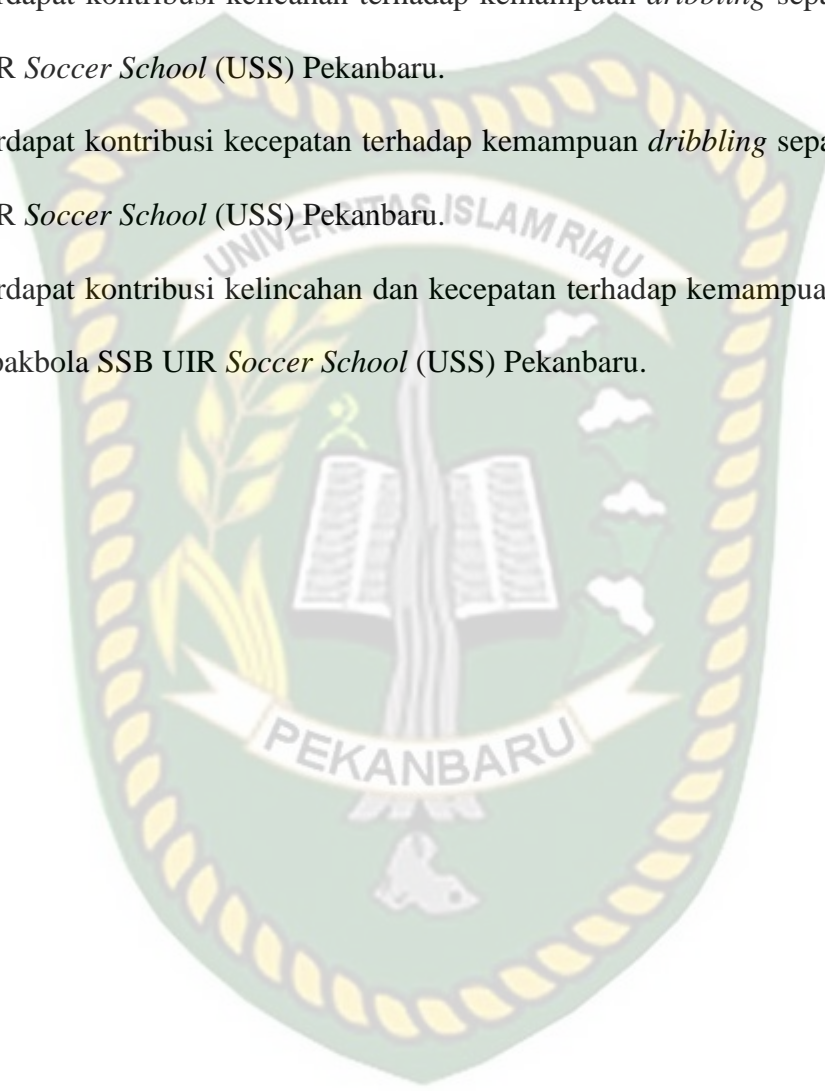 rdapat kontribusi kelincahan terhadap kemampuan dribbling sepa
R Soccer School (USS) Pekanbaru.
rdapat kontribusi kecepatan terhadap kemampuan dribbling sepa
R Soccer School (USS) Pekanbaru.
UNIVERSITAS ISLAM RIAU
rdapat kontribusi kelincahan dan kecepatan terhadap kemampua
pakbola SSB UIR Soccer School (USS) Pekanbaru.
PEKANBARU